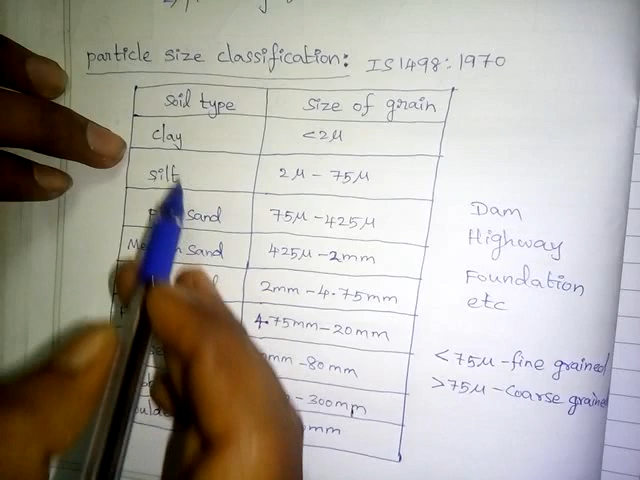 particle size classification: IS1498:1970
soil type size of grain
clay <2μ
silt 2μ - 75μ
sand 75μ - 425μ
sand 425μ - 2mm
2mm - 4.75mm
4.75mm - 20mm
mm - 80mm
- 300mm
mm
Dam
Highway
Foundation
etc
<75μ - fine grained
>75μ - coarse grained